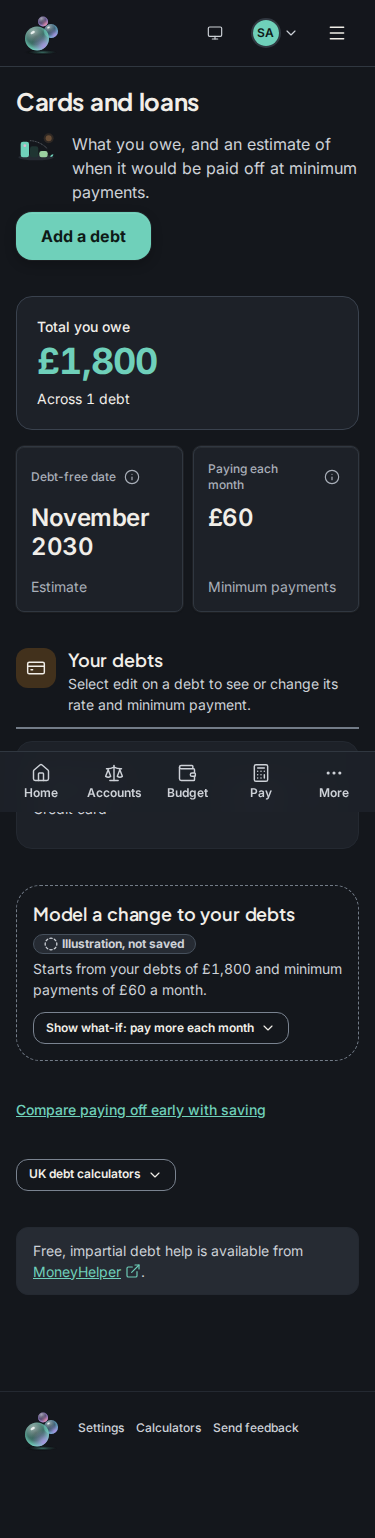 SA
Cards and loans
What you owe, and an estimate of
when it would be paid off at minimum
payments.
Add a debt
Total you owe
£1,800
Across 1 debt
Debt-free date
November
2030
Estimate
Paying each
month
£60
Minimum payments
Your debts
Select edit on a debt to see or change its
rate and minimum payment.
Home
Accounts
Budget
Pay
More
Credit card
Model a change to your debts
Illustration, not saved
Starts from your debts of £1,800 and minimum
payments of £60 a month.
Show what-if: pay more each month
Compare paying off early with saving
UK debt calculators
Free, impartial debt help is available from
MoneyHelper.
Settings
Calculators
Send feedback